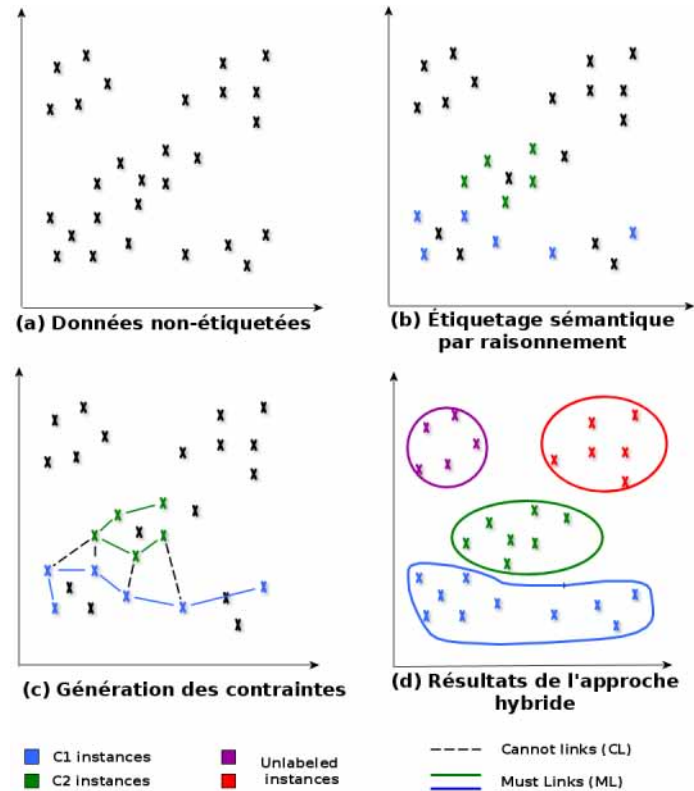 (a) Données non-étiquetées
(b) Étiquetage sémantique
par raisonnement
(c) Génération des contraintes
(d) Résultats de l'approche
hybride
C1 instances
C2 instances
Unlabeled
instances
Cannot links (CL)
Must Links (ML)